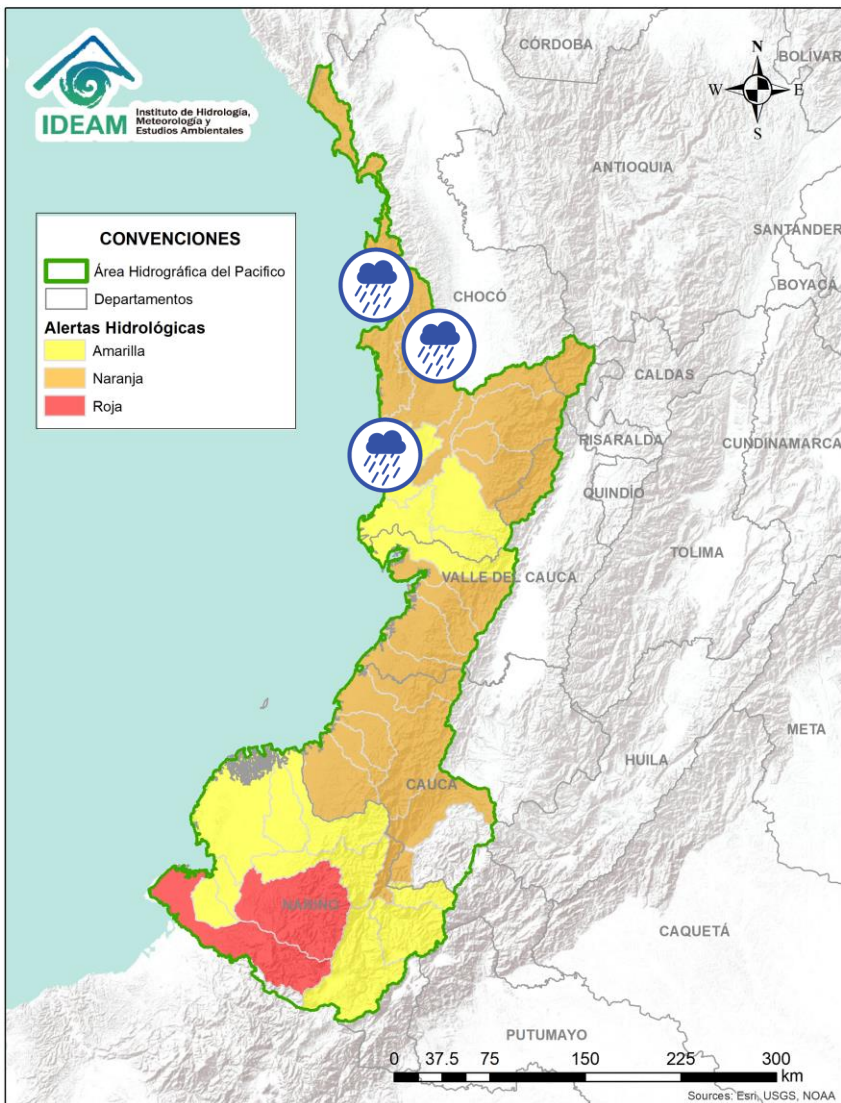 IDEAM
Instituto de Hidrología,
Meteorología y
Estudios Ambientales
CÓRDOBA
BOLÍVAR
N
W
E
S
ANTIOQUIA
SANTANDER
BOYACÁ
CONVENCIONES
Área Hidrográfica del Pacifico
Departamentos
Alertas Hidrológicas
Amarilla
Naranja
Roja
CHOCÓ
CALDAS
RISARALDA
CUNDINAMARCA
QUINDÍO
TOLIMA
VALLE DEL CAUCA
META
HUILA
CAUCA
NARIÑO
CAQUETÁ
PUTUMAYO
0 37.5 75 150 225 300
km
Sources: Esri, USGS, NOAA